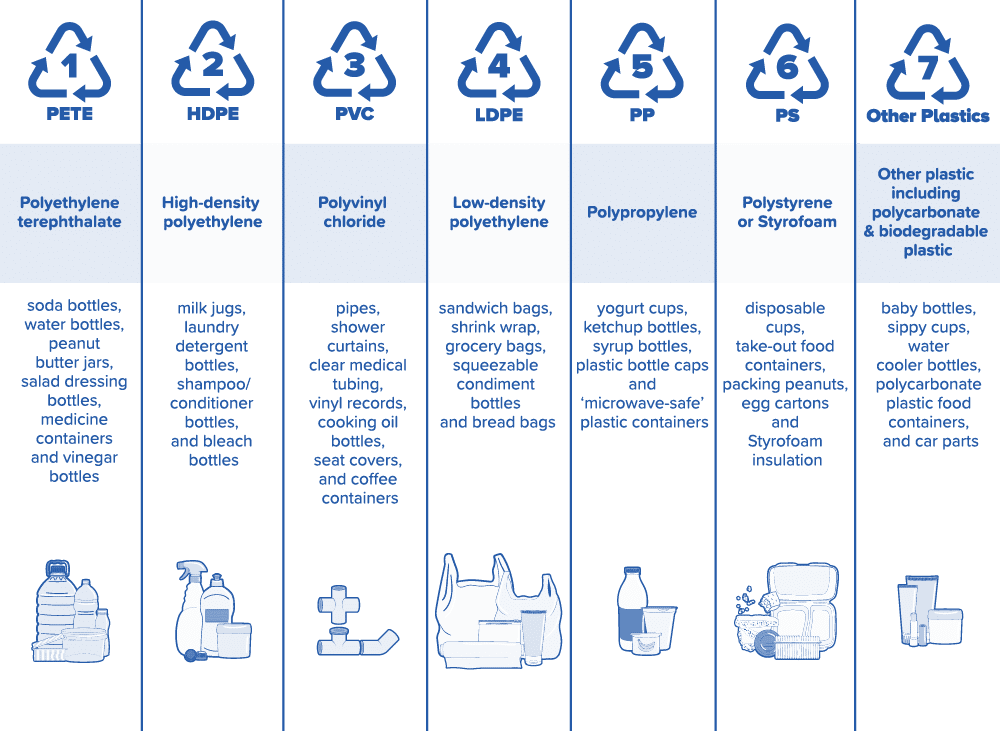 1
PETE
Polyethylene
terephthalate
soda bottles,
water bottles,
peanut
butter jars,
salad dressing
bottles,
medicine
containers
and vinegar
bottles
2
HDPE
High-density
polyethylene
milk jugs,
laundry
detergent
bottles,
shampoo/
conditioner
bottles,
and bleach
bottles
3
PVC
Polyvinyl
chloride
pipes,
shower
curtains,
clear medical
tubing,
vinyl records,
cooking oil
bottles,
seat covers,
and coffee
containers
4
LDPE
Low-density
polyethylene
sandwich bags,
shrink wrap,
grocery bags,
squeezable
condiment
bottles
and bread bags
5
PP
Polypropylene
yogurt cups,
ketchup bottles,
syrup bottles,
plastic bottle caps
and
‘microwave-safe’
plastic containers
6
PS
Polystyrene
or Styrofoam
disposable
cups,
take-out food
containers,
packing peanuts,
egg cartons
and
Styrofoam
insulation
7
Other Plastics
Other plastic
including
polycarbonate
& biodegradable
plastic
baby bottles,
sippy cups,
water
cooler bottles,
polycarbonate
plastic food
containers,
and car parts